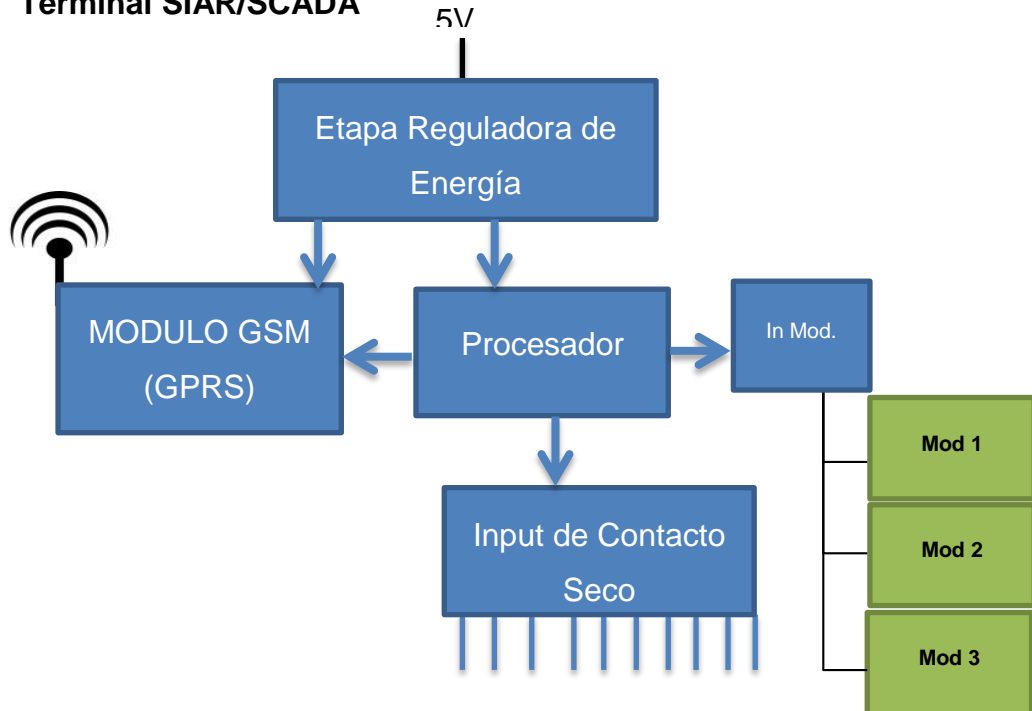 Terminal SIAR/SCADA
5V
Etapa Reguladora de
Energía
MODULO GSM
(GPRS)
Procesador
In Mod.
Mod 1
Input de Contacto
Seco
Mod 2
Mod 3